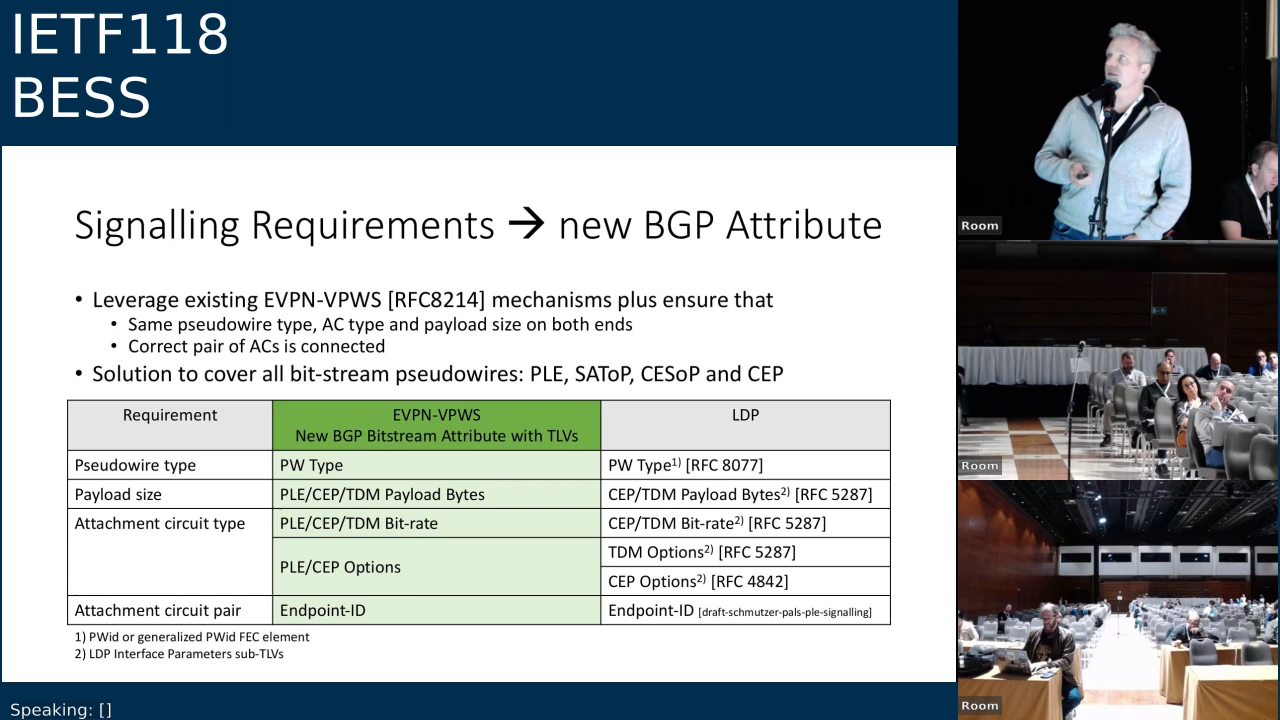 IETF118
BESS
Signalling Requirements → new BGP Attribute
• Leverage existing EVPN-VPWS [RFC8214] mechanisms plus ensure that
• Same pseudowire type, AC type and payload size on both ends
• Correct pair of ACs is connected
• Solution to cover all bit-stream pseudowires: PLE, SAToP, CESoP and CEP
Requirement
EVPN-VPWS
New BGP Bitstream Attribute with TLVs
LDP
Pseudowire type
PW Type
PW Type1) [RFC 8077]
Payload size
PLE/CEP/TDM Payload Bytes
CEP/TDM Payload Bytes2) [RFC 5287]
Attachment circuit type
PLE/CEP/TDM Bit-rate
CEP/TDM Bit-rate2) [RFC 5287]
PLE/CEP Options
TDM Options2) [RFC 5287]
CEP Options2) [RFC 4842]
Attachment circuit pair
Endpoint-ID
Endpoint-ID [draft-schmutzer-pals-ple-signalling]
1) PWid or generalized PWid FEC element
2) LDP Interface Parameters sub-TLVs
Speaking: []
Room
Room
Room